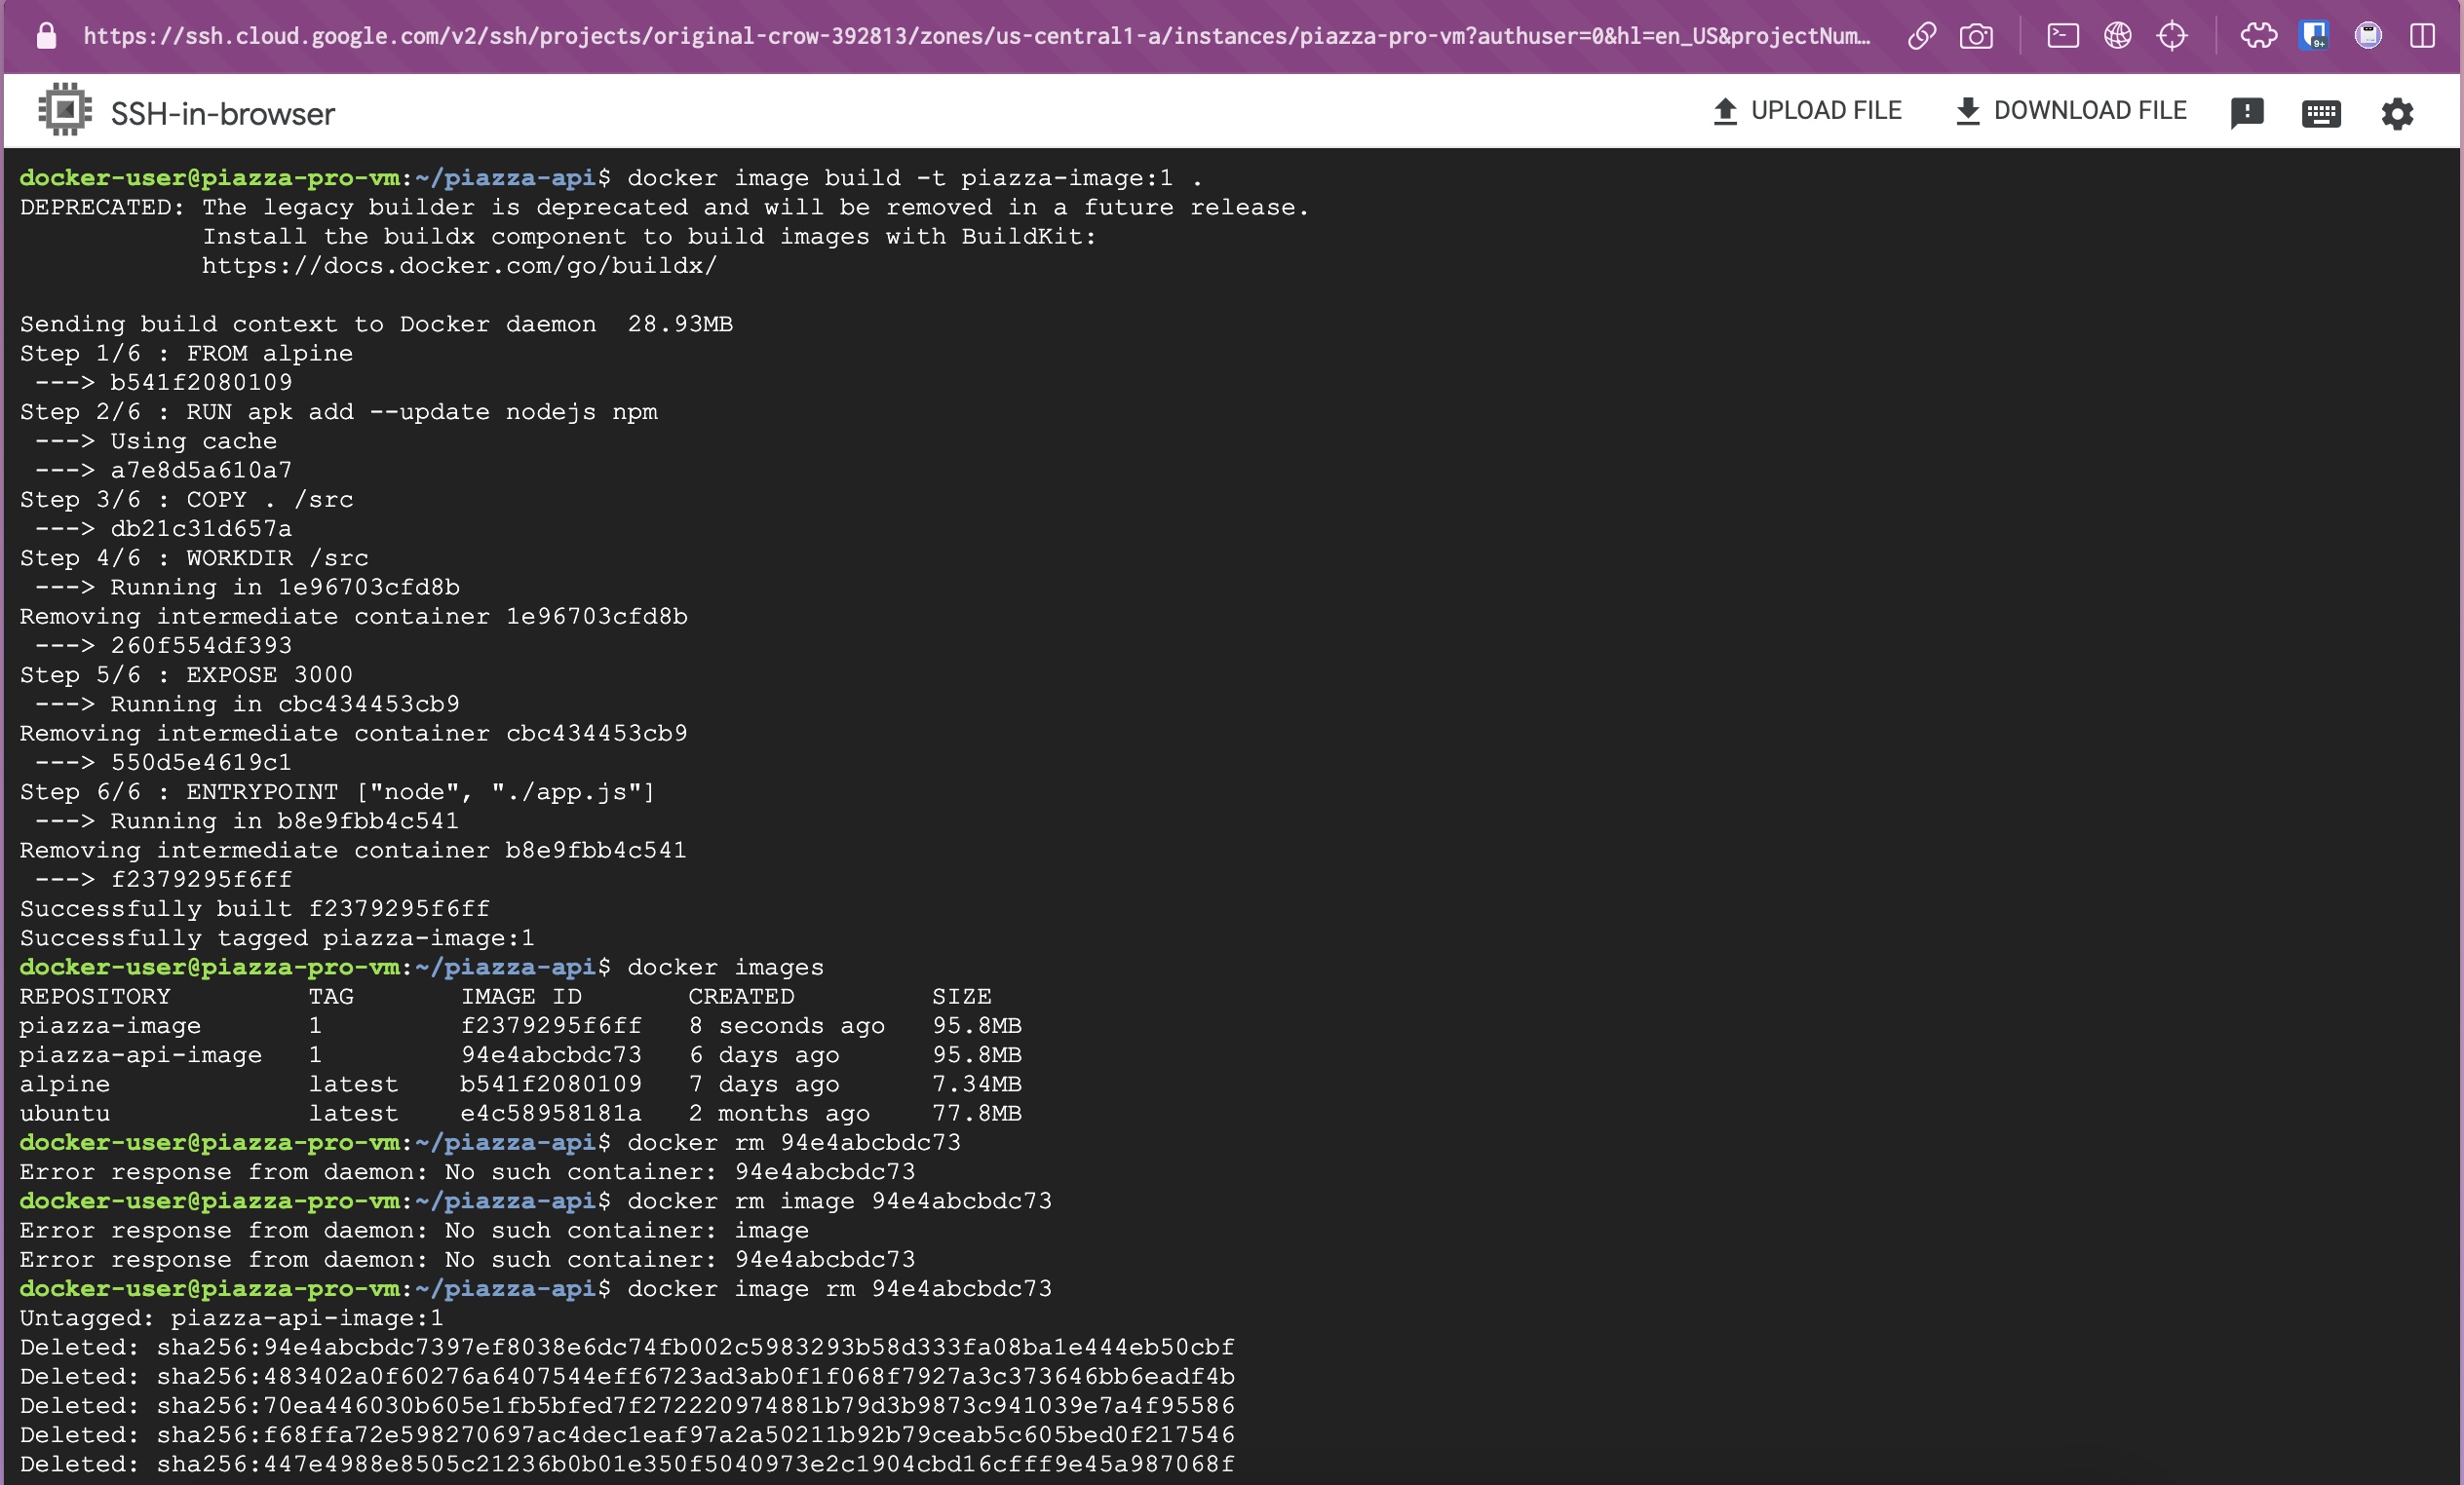 https://ssh.cloud.google.com/v2/ssh/projects/original-crow-392813/zones/us-central1-a/instances/piazza-pro-vm?authuser=0&hl=en_US&projectNum…
9+
SSH-in-browser
UPLOAD FILE
DOWNLOAD FILE
docker-user@piazza-pro-vm:~/piazza-api$ docker image build -t piazza-image:1 .
DEPRECATED: The legacy builder is deprecated and will be removed in a future release.
Install the buildx component to build images with BuildKit:
https://docs.docker.com/go/buildx/
Sending build context to Docker daemon  28.93MB
Step 1/6 : FROM alpine
---> b541f2080109
Step 2/6 : RUN apk add --update nodejs npm
---> Using cache
---> a7e8d5a610a7
Step 3/6 : COPY . /src
---> db21c31d657a
Step 4/6 : WORKDIR /src
---> Running in 1e96703cfd8b
Removing intermediate container 1e96703cfd8b
---> 260f554df393
Step 5/6 : EXPOSE 3000
---> Running in cbc434453cb9
Removing intermediate container cbc434453cb9
---> 550d5e4619c1
Step 6/6 : ENTRYPOINT ["node", "./app.js"]
---> Running in b8e9fbb4c541
Removing intermediate container b8e9fbb4c541
---> f2379295f6ff
Successfully built f2379295f6ff
Successfully tagged piazza-image:1
docker-user@piazza-pro-vm:~/piazza-api$ docker images
REPOSITORY         TAG       IMAGE ID       CREATED         SIZE
piazza-image       1         f2379295f6ff   8 seconds ago   95.8MB
piazza-api-image   1         94e4abcbdc73   6 days ago      95.8MB
alpine             latest    b541f2080109   7 days ago      7.34MB
ubuntu             latest    e4c58958181a   2 months ago    77.8MB
docker-user@piazza-pro-vm:~/piazza-api$ docker rm 94e4abcbdc73
Error response from daemon: No such container: 94e4abcbdc73
docker-user@piazza-pro-vm:~/piazza-api$ docker rm image 94e4abcbdc73
Error response from daemon: No such container: image
Error response from daemon: No such container: 94e4abcbdc73
docker-user@piazza-pro-vm:~/piazza-api$ docker image rm 94e4abcbdc73
Untagged: piazza-api-image:1
Deleted: sha256:94e4abcbdc7397ef8038e6dc74fb002c5983293b58d333fa08ba1e444eb50cbf
Deleted: sha256:483402a0f60276a6407544eff6723ad3ab0f1f068f7927a3c373646bb6eadf4b
Deleted: sha256:70ea446030b605e1fb5bfed7f272220974881b79d3b9873c941039e7a4f95586
Deleted: sha256:f68ffa72e598270697ac4dec1eaf97a2a50211b92b79ceab5c605bed0f217546
Deleted: sha256:447e4988e8505c21236b0b01e350f5040973e2c1904cbd16cfff9e45a987068f